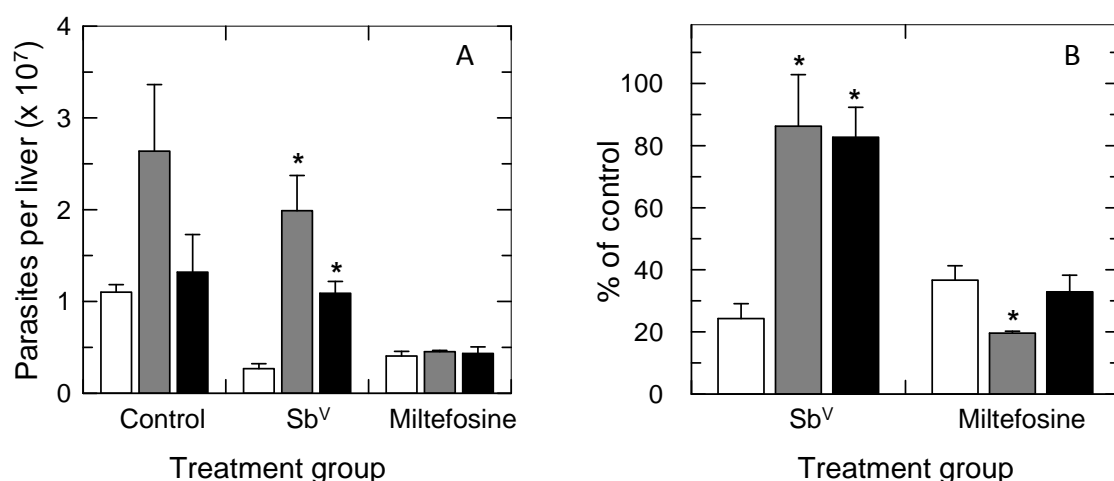 A
Parasites per liver (x 10⁷)
4
3
2
1
0
*
*
Control
Sbⱽ
Miltefosine
Treatment group
B
% of control
100
80
60
40
20
0
*
*
*
Sbⱽ
Miltefosine
Treatment group